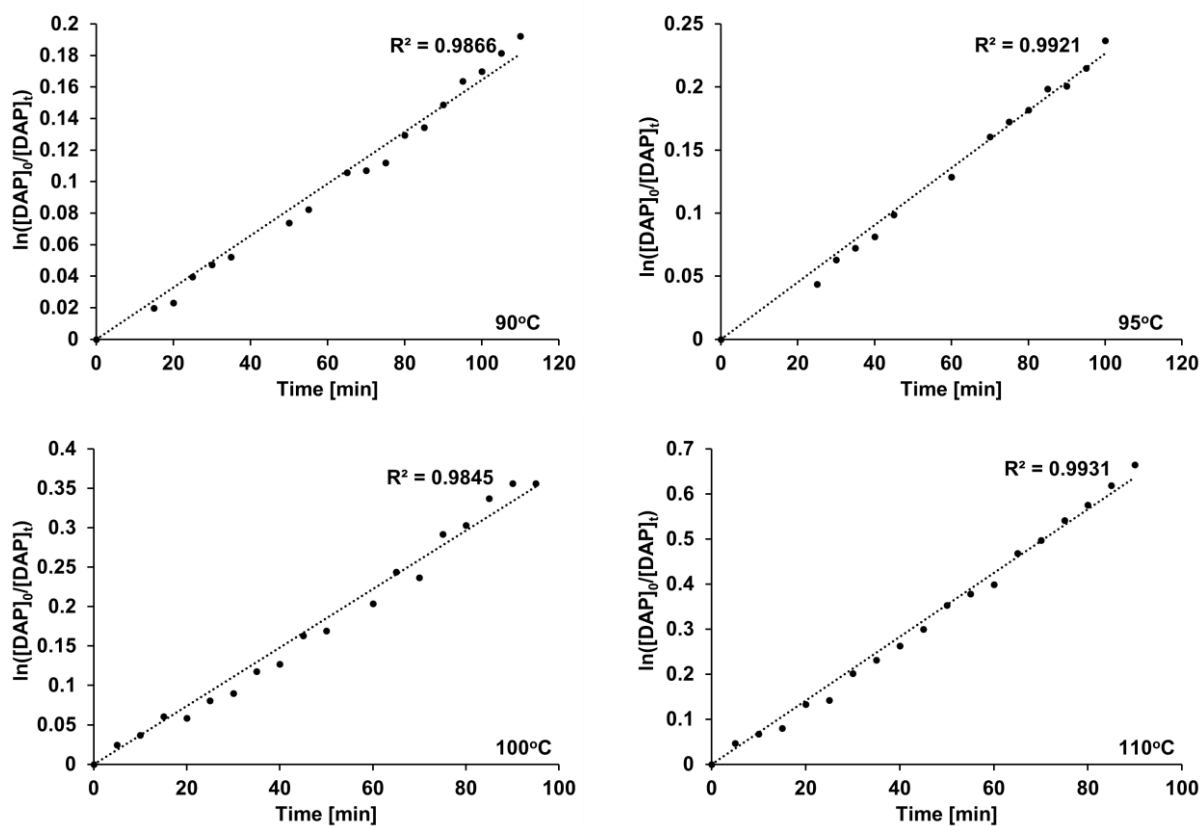 0.2
0.18
0.16
0.14
0.12
0.1
0.08
0.06
0.04
0.02
0
ln([DAP]₀/[DAP]ₜ)
R² = 0.9866
90°C
0 20 40 60 80 100 120
Time [min]
0.25
0.2
0.15
0.1
0.05
0
ln([DAP]₀/[DAP]ₜ)
R² = 0.9921
95°C
0 20 40 60 80 100 120
Time [min]
0.4
0.35
0.3
0.25
0.2
0.15
0.1
0.05
0
ln([DAP]₀/[DAP]ₜ)
R² = 0.9845
100°C
0 20 40 60 80 100
Time [min]
0.7
0.6
0.5
0.4
0.3
0.2
0.1
0
ln([DAP]₀/[DAP]ₜ)
R² = 0.9931
110°C
0 20 40 60 80 100
Time [min]